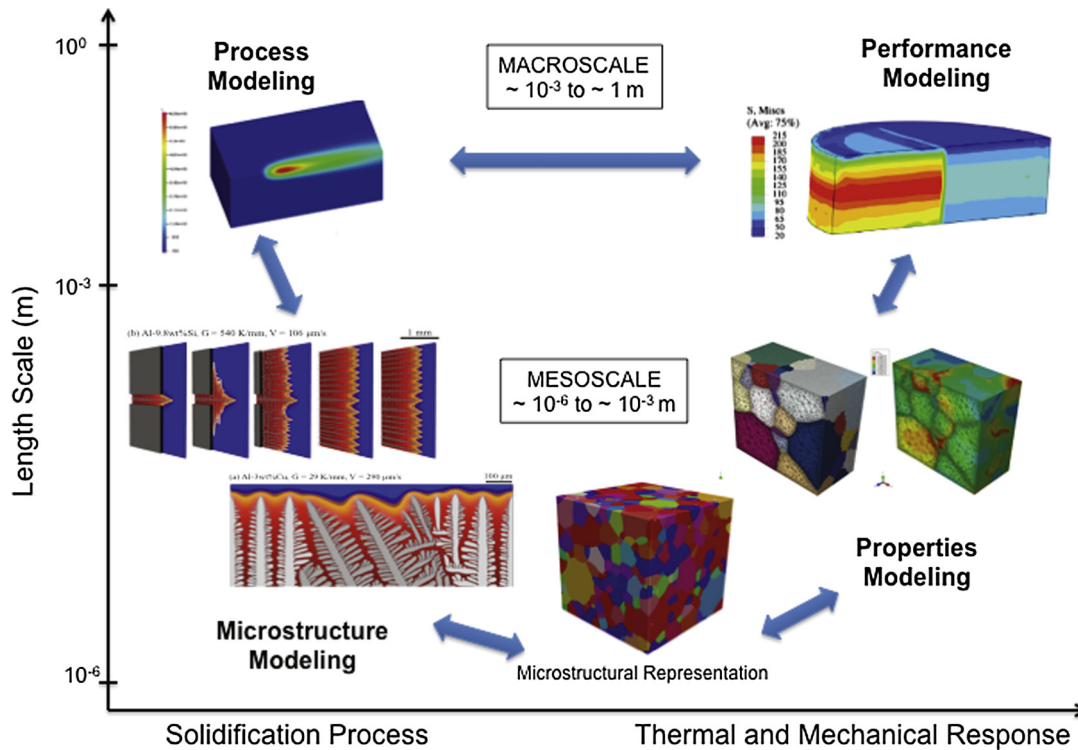 10⁰
Process
Modeling
MACROSCALE
~ 10⁻³ to ~ 1 m
Performance
Modeling
S, Mises
(Avg: 75%)
215
200
185
170
155
140
125
110
95
80
65
50
20
10⁻³
Length Scale (m)
(b) Al-9.8wt%Si, G = 540 K/mm, V = 106 μm/s
1 mm
MESOSCALE
~ 10⁻⁶ to ~ 10⁻³ m
(a) Al-3wt%Cu, G = 29 K/mm, V = 290 μm/s
100 μm
Properties
Modeling
Microstructure
Modeling
Microstructural Representation
10⁻⁶
Solidification Process
Thermal and Mechanical Response